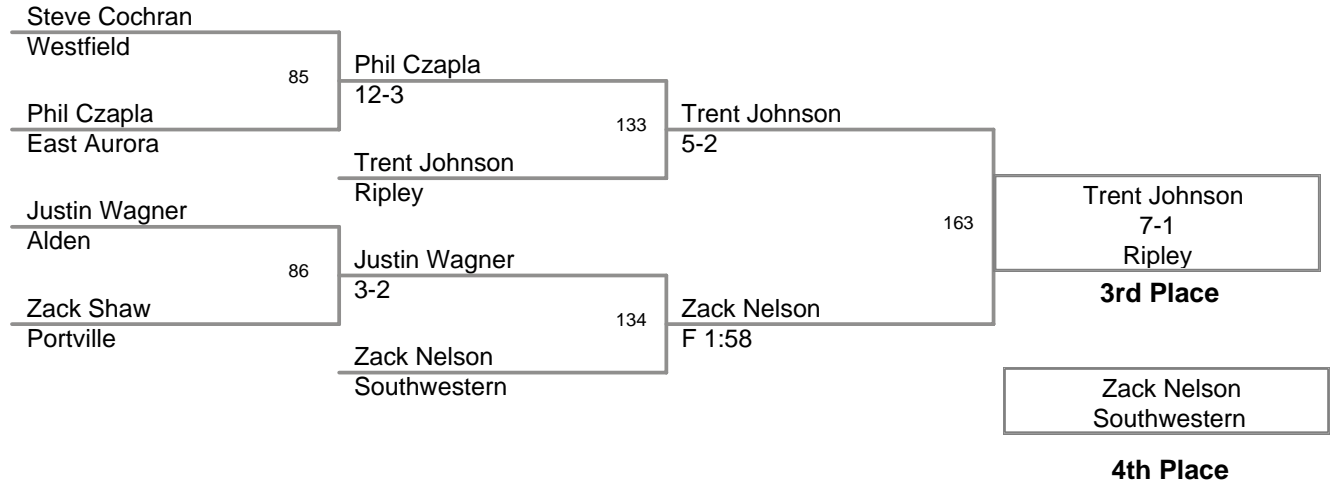 Steve Cochran
Westfield
85
Phil Czapla
12-3
Phil Czapla
East Aurora
133
Trent Johnson
5-2
Trent Johnson
Ripley
Justin Wagner
Alden
86
Justin Wagner
3-2
Zack Shaw
Portville
134
Zack Nelson
F 1:58
Zack Nelson
Southwestern
163
Trent Johnson
7-1
Ripley
3rd Place
Zack Nelson
Southwestern
4th Place